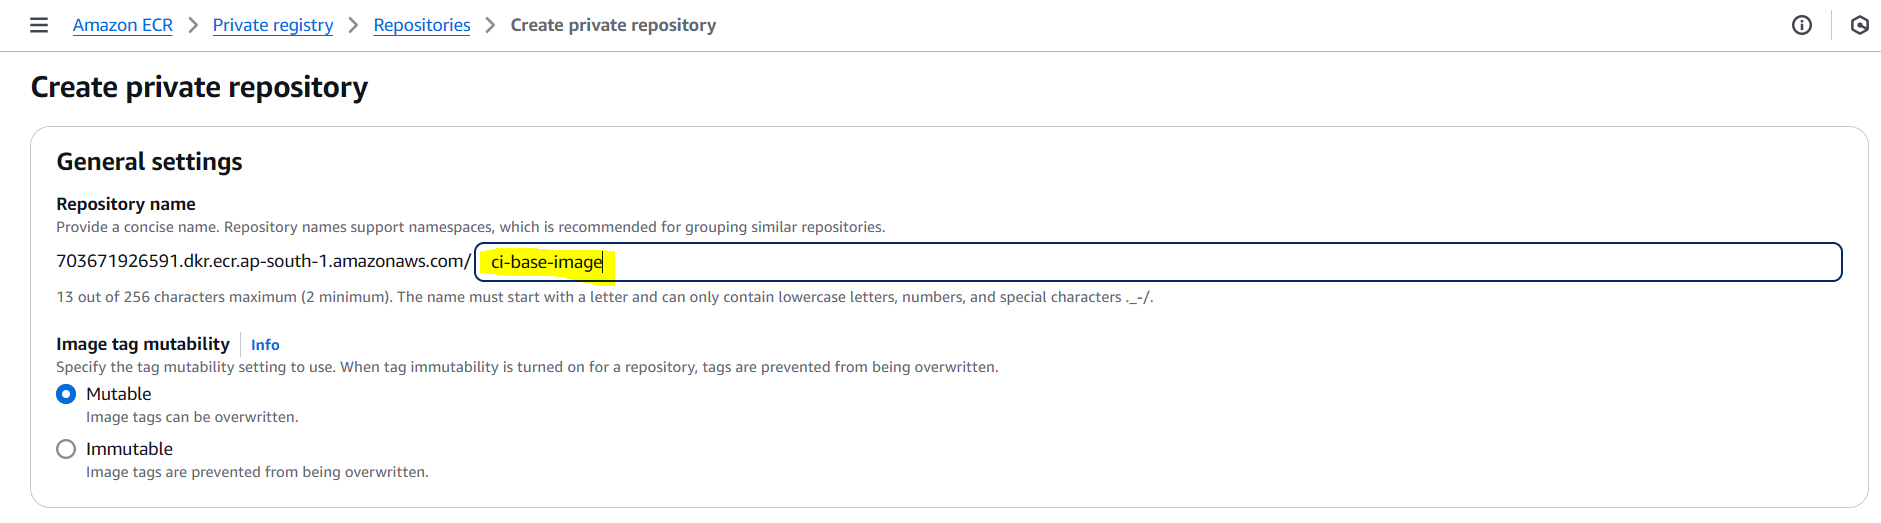 Amazon ECR > Private registry > Repositories > Create private repository
Create private repository
General settings
Repository name
Provide a concise name. Repository names support namespaces, which is recommended for grouping similar repositories.
703671926591.dkr.ecr.ap-south-1.amazonaws.com/ ci-base-image
13 out of 256 characters maximum (2 minimum). The name must start with a letter and can only contain lowercase letters, numbers, and special characters ._-/.
Image tag mutability | Info
Specify the tag mutability setting to use. When tag immutability is turned on for a repository, tags are prevented from being overwritten.
Mutable
Image tags can be overwritten.
Immutable
Image tags are prevented from being overwritten.